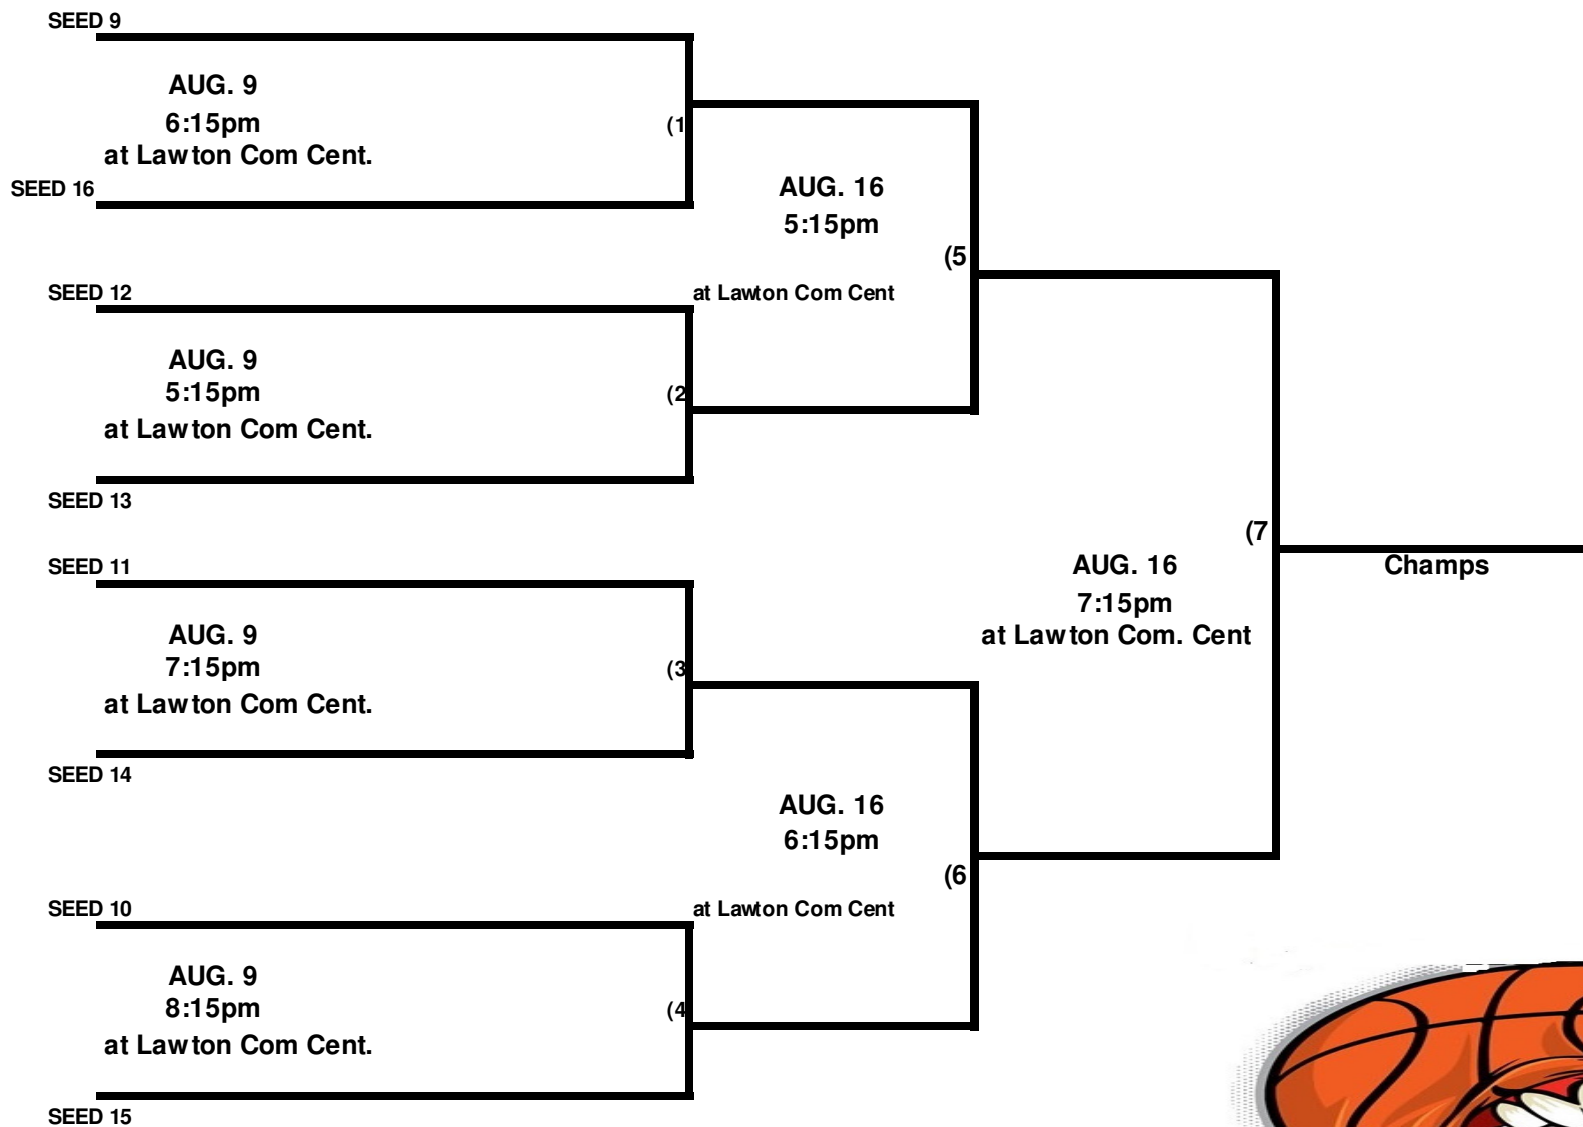 SEED 9
AUG. 9
6:15pm
(1
at Lawton Com Cent.
SEED 16
AUG. 16
5:15pm
(5
SEED 12
at Lawton Com Cent
AUG. 9
5:15pm
(2
at Lawton Com Cent.
SEED 13
(7
SEED 11
AUG. 16
Champs
7:15pm
at Lawton Com. Cent
AUG. 9
7:15pm
(3
at Lawton Com Cent.
SEED 14
AUG. 16
6:15pm
(6
SEED 10
at Lawton Com Cent
AUG. 9
8:15pm
(4
at Lawton Com Cent.
SEED 15